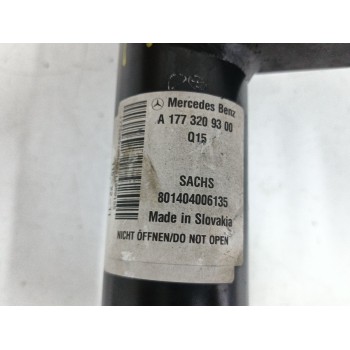 Mercedes Benz
A 177 320 93 00
Q15
SACHS
801404006135
Made in Slovakia
NICHT ÖFFNEN/DO NOT OPEN